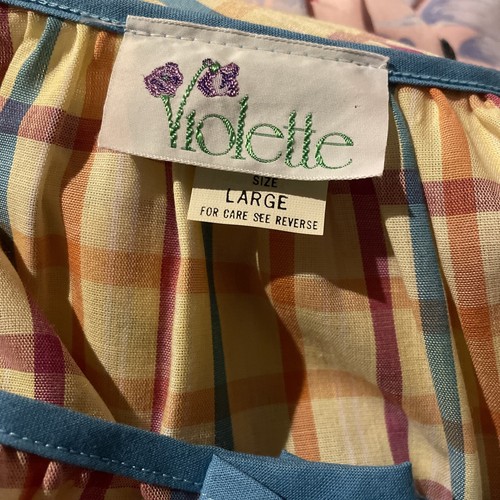 Violette
SIZE
LARGE
FOR CARE SEE REVERSE